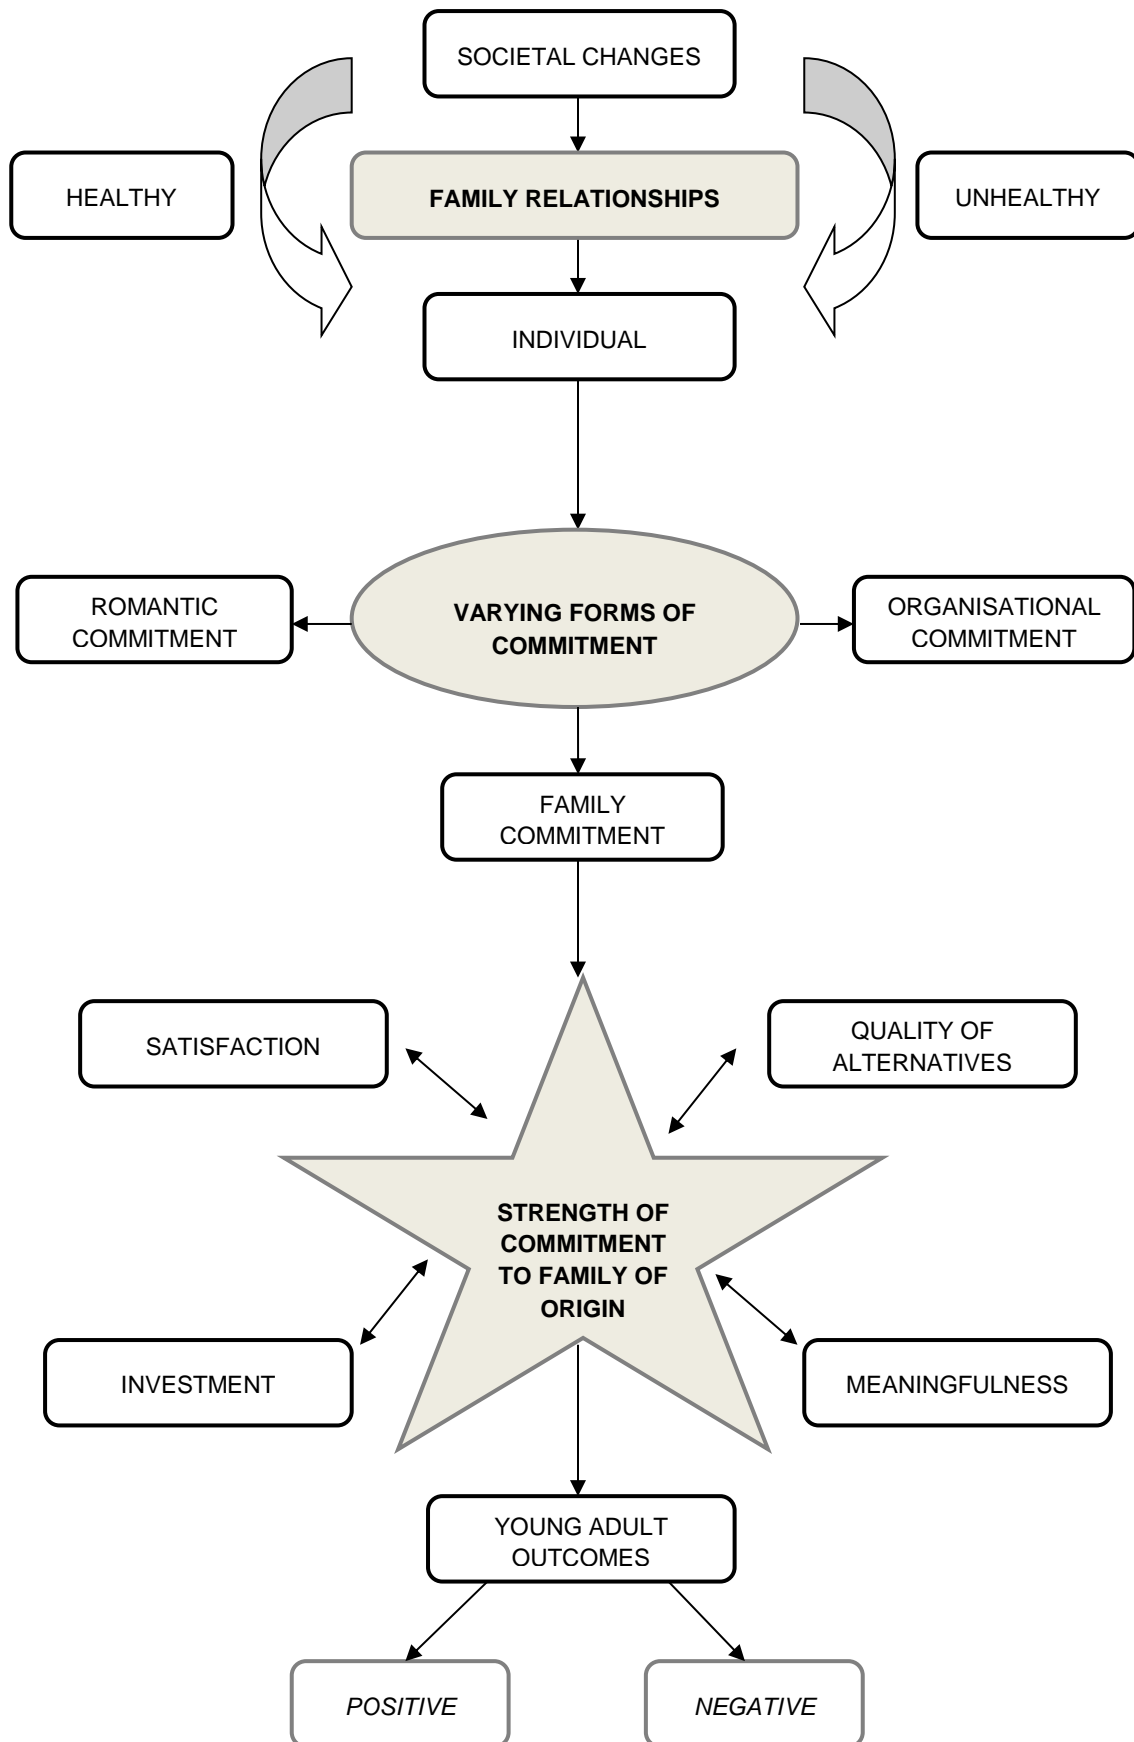 SOCIETAL CHANGES
HEALTHY
FAMILY RELATIONSHIPS
UNHEALTHY
INDIVIDUAL
ROMANTIC
COMMITMENT
VARYING FORMS OF
COMMITMENT
ORGANISATIONAL
COMMITMENT
FAMILY
COMMITMENT
SATISFACTION
QUALITY OF
ALTERNATIVES
STRENGTH OF
COMMITMENT
TO FAMILY OF
ORIGIN
INVESTMENT
MEANINGFULNESS
YOUNG ADULT
OUTCOMES
POSITIVE
NEGATIVE